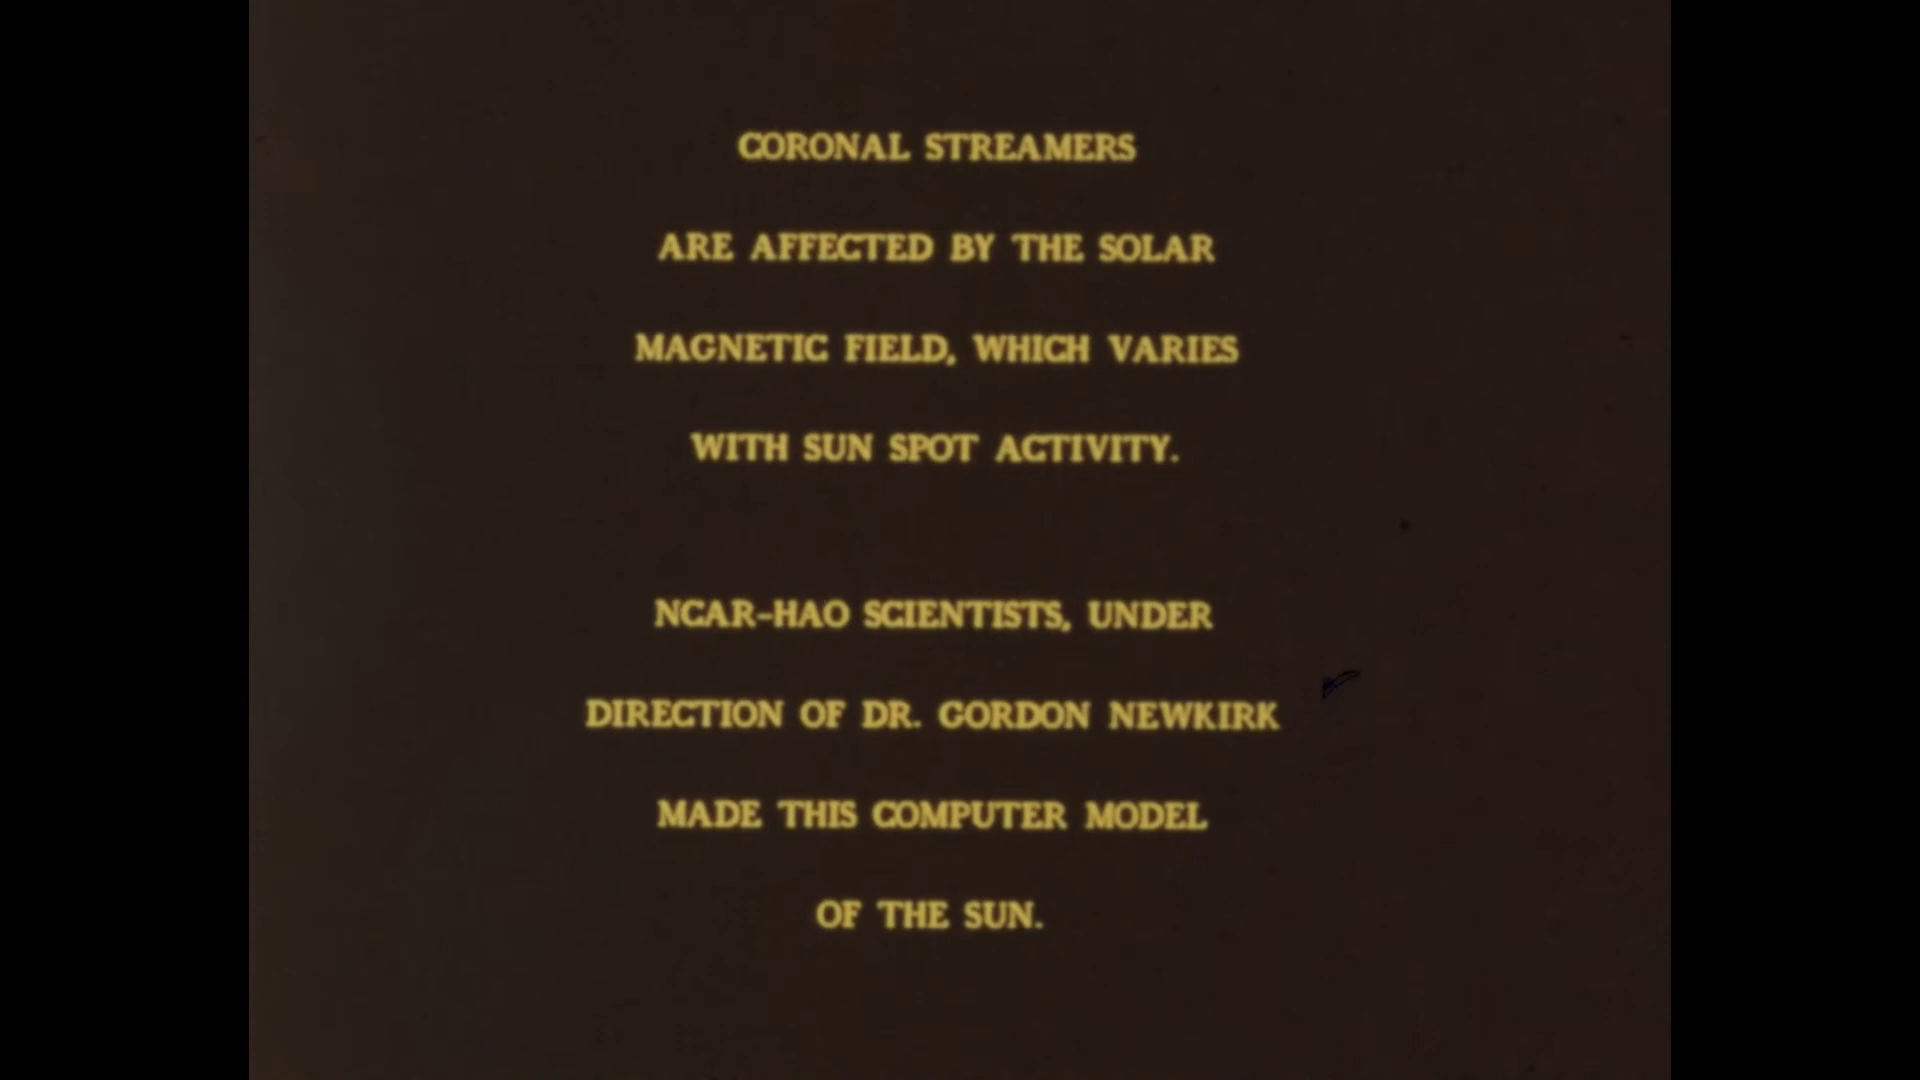 CORONAL STREAMERS
ARE AFFECTED BY THE SOLAR
MAGNETIC FIELD, WHICH VARIES
WITH SUN SPOT ACTIVITY.
NCAR-HAO SCIENTISTS, UNDER
DIRECTION OF DR. GORDON NEWKIRK
MADE THIS COMPUTER MODEL
OF THE SUN.